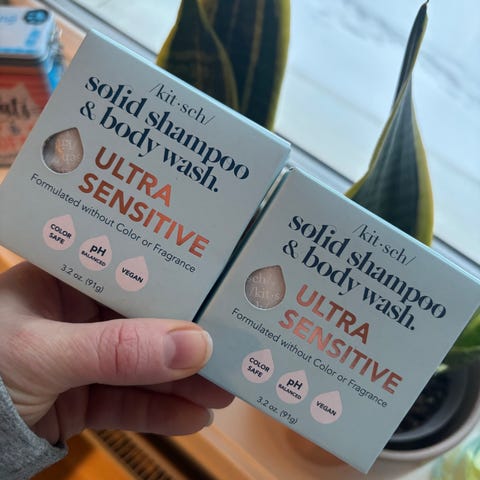 /kit·sch/
solid shampoo
& body wash.
ULTRA
SENSITIVE
Formulated without Color or Fragrance
COLOR
SAFE
pH
BALANCED
VEGAN
3.2 oz. (91g)
/kit·sch/
solid shampoo
& body wash.
ULTRA
SENSITIVE
Formulated without Color or Fragrance
COLOR
SAFE
pH
BALANCED
VEGAN
3.2 oz. (91g)